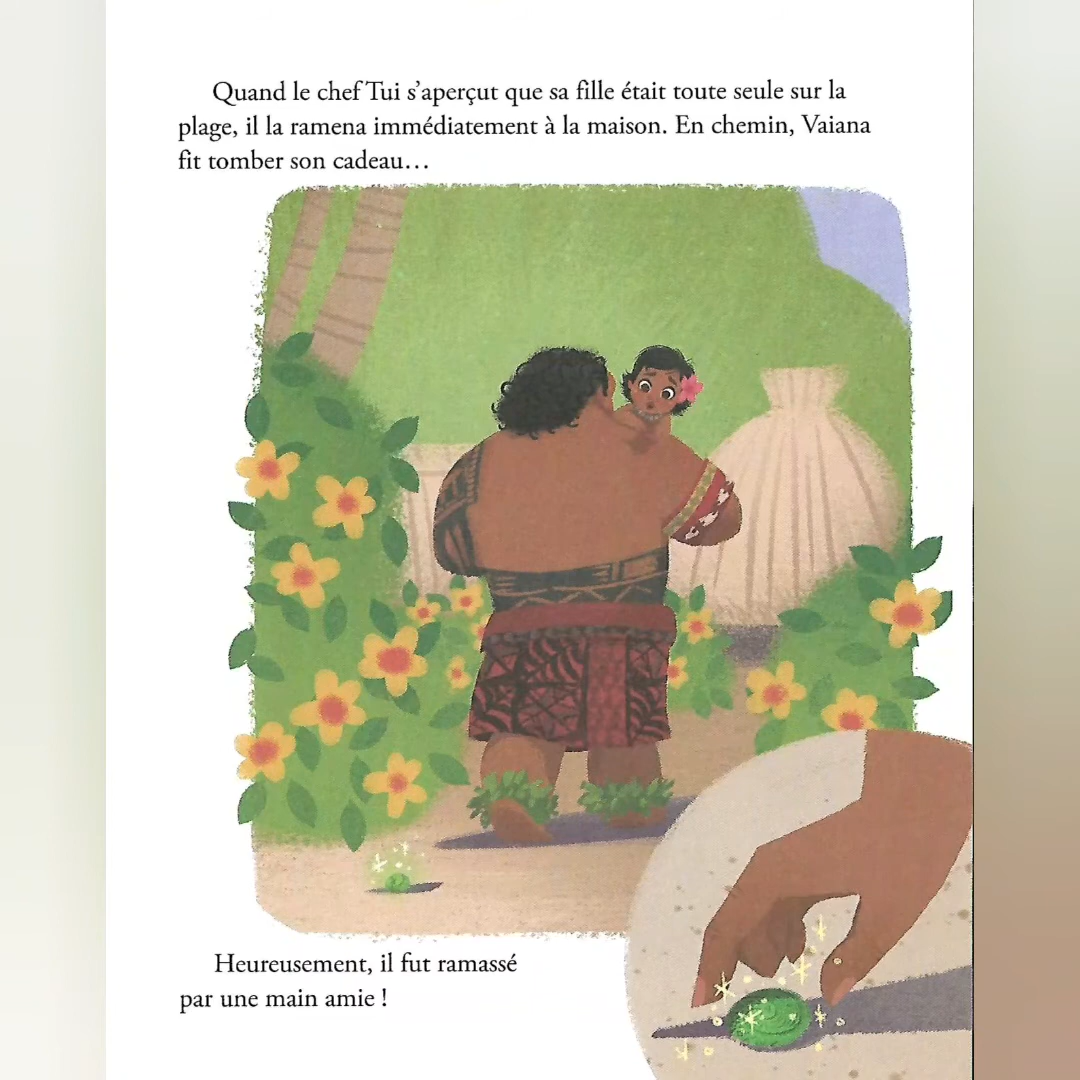 Quand le chef Tui s’aperçut que sa fille était toute seule sur la
plage, il la ramena immédiatement à la maison. En chemin, Vaiana
fit tomber son cadeau…
Heureusement, il fut ramassé
par une main amie !